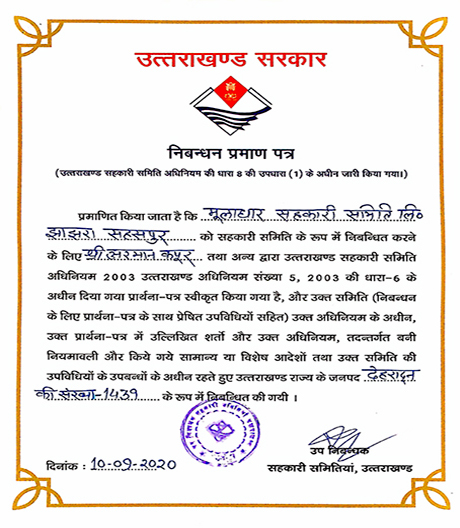 उत्तराखण्ड सरकार
निबन्धन प्रमाण पत्र
(उत्तराखण्ड सहकारी समिति अधिनियम की धारा 8 की उपधारा (1) के अधीन जारी किया गया।)
प्रमाणित किया जाता है कि मूलाधार सहकारी समिति लि०
झाझरा सहसपुर को सहकारी समिति के रूप में निबन्धित करने
के लिए श्री अरमान कपूर तथा अन्य द्वारा उत्तराखण्ड सहकारी समिति
अधिनियम 2003 उत्तराखण्ड अधिनियम संख्या 5, 2003 की धारा-6 के
अधीन दिया गया प्रार्थना-पत्र स्वीकृत किया गया है, और उक्त समिति (निबन्धन
के लिए प्रार्थना-पत्र के साथ प्रेषित उपविधियों सहित) उक्त अधिनियम के अधीन,
उक्त प्रार्थना-पत्र में उल्लिखित शर्तो और उक्त अधिनियम, तदन्तर्गत बनी
नियमावली और किये गये सामान्य या विशेष आदेशों तथा उक्त समिति की
उपविधियों के उपबन्धों के अधीन रहते हुए उत्तराखण्ड राज्य के जनपद देहरादून
की संख्या-1439 के रूप में निबन्धित की गयी ।
उप निबन्धक
दिनांक : 10-09-2020
सहकारी समितियां, उत्तराखण्ड